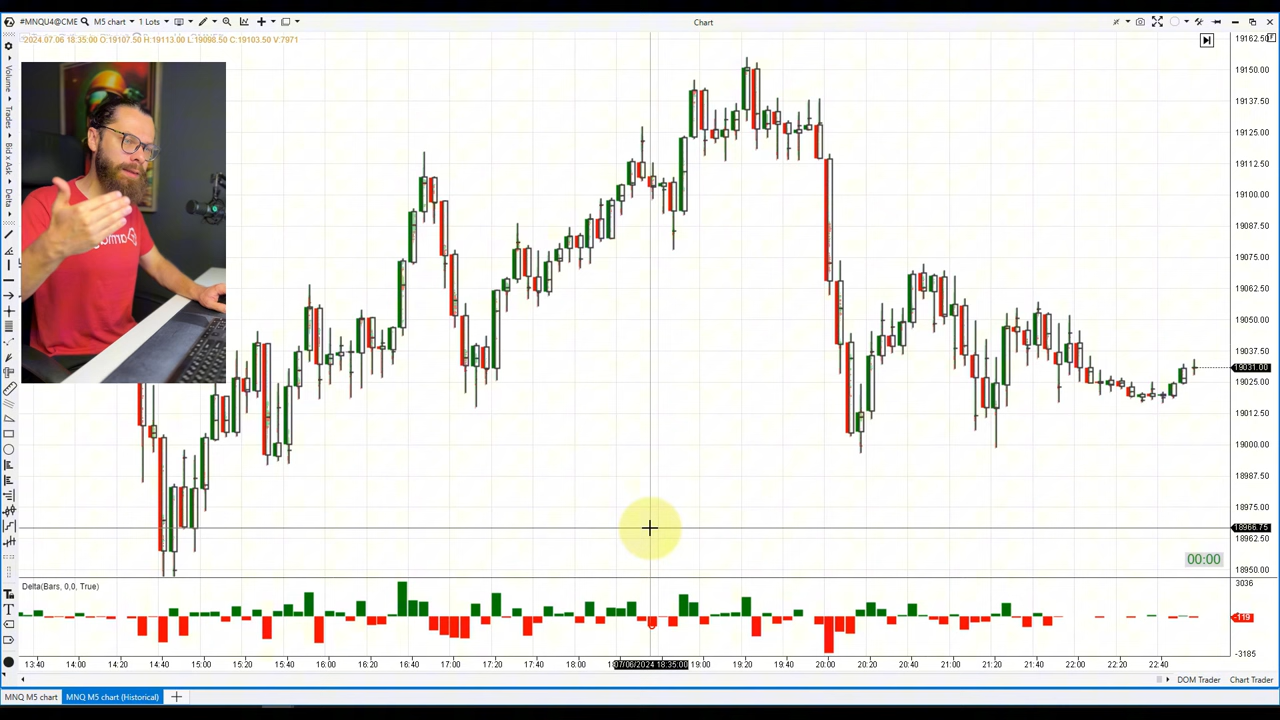 #MNQU4@CME M5 chart 1 Lots Chart
2024.07.06 18:35:00 O:19107.50 H:19113.00 L:19098.50 C:19103.50 V:7971
Volume
Trades
Bid x Ask
Delta
19162.50
19150.00
19137.50
19125.00
19112.50
19100.00
19087.50
19075.00
19062.50
19050.00
19037.50
19031.00
19025.00
19012.50
19000.00
18987.50
18975.00
18966.75
18962.50
18950.00
00:00
Delta(Bars, 0,0, True)
3036
-119
-3185
13:40 14:00 14:20 14:40 15:00 15:20 15:40 16:00 16:20 16:40 17:00 17:20 17:40 18:00 07/06/2024 18:35:00 19:00 19:20 19:40 20:00 20:20 20:40 21:00 21:20 21:40 22:00 22:20 22:40
DOM Trader Chart Trader
MNQ M5 chart MNQ M5 chart (Historical)